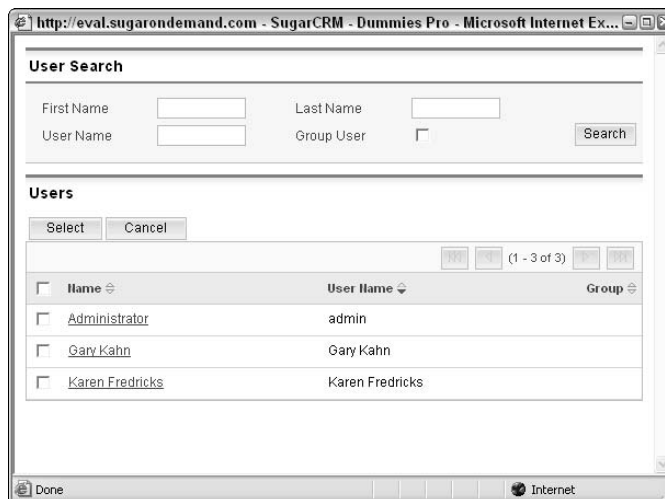 http://eval.sugarondemand.com - SugarCRM - Dummies Pro - Microsoft Internet Ex...
User Search
First Name Last Name
User Name Group User Search
Users
Select Cancel
(1 - 3 of 3)
Name User Name Group
Administrator admin
Gary Kahn Gary Kahn
Karen Fredricks Karen Fredricks
Done Internet